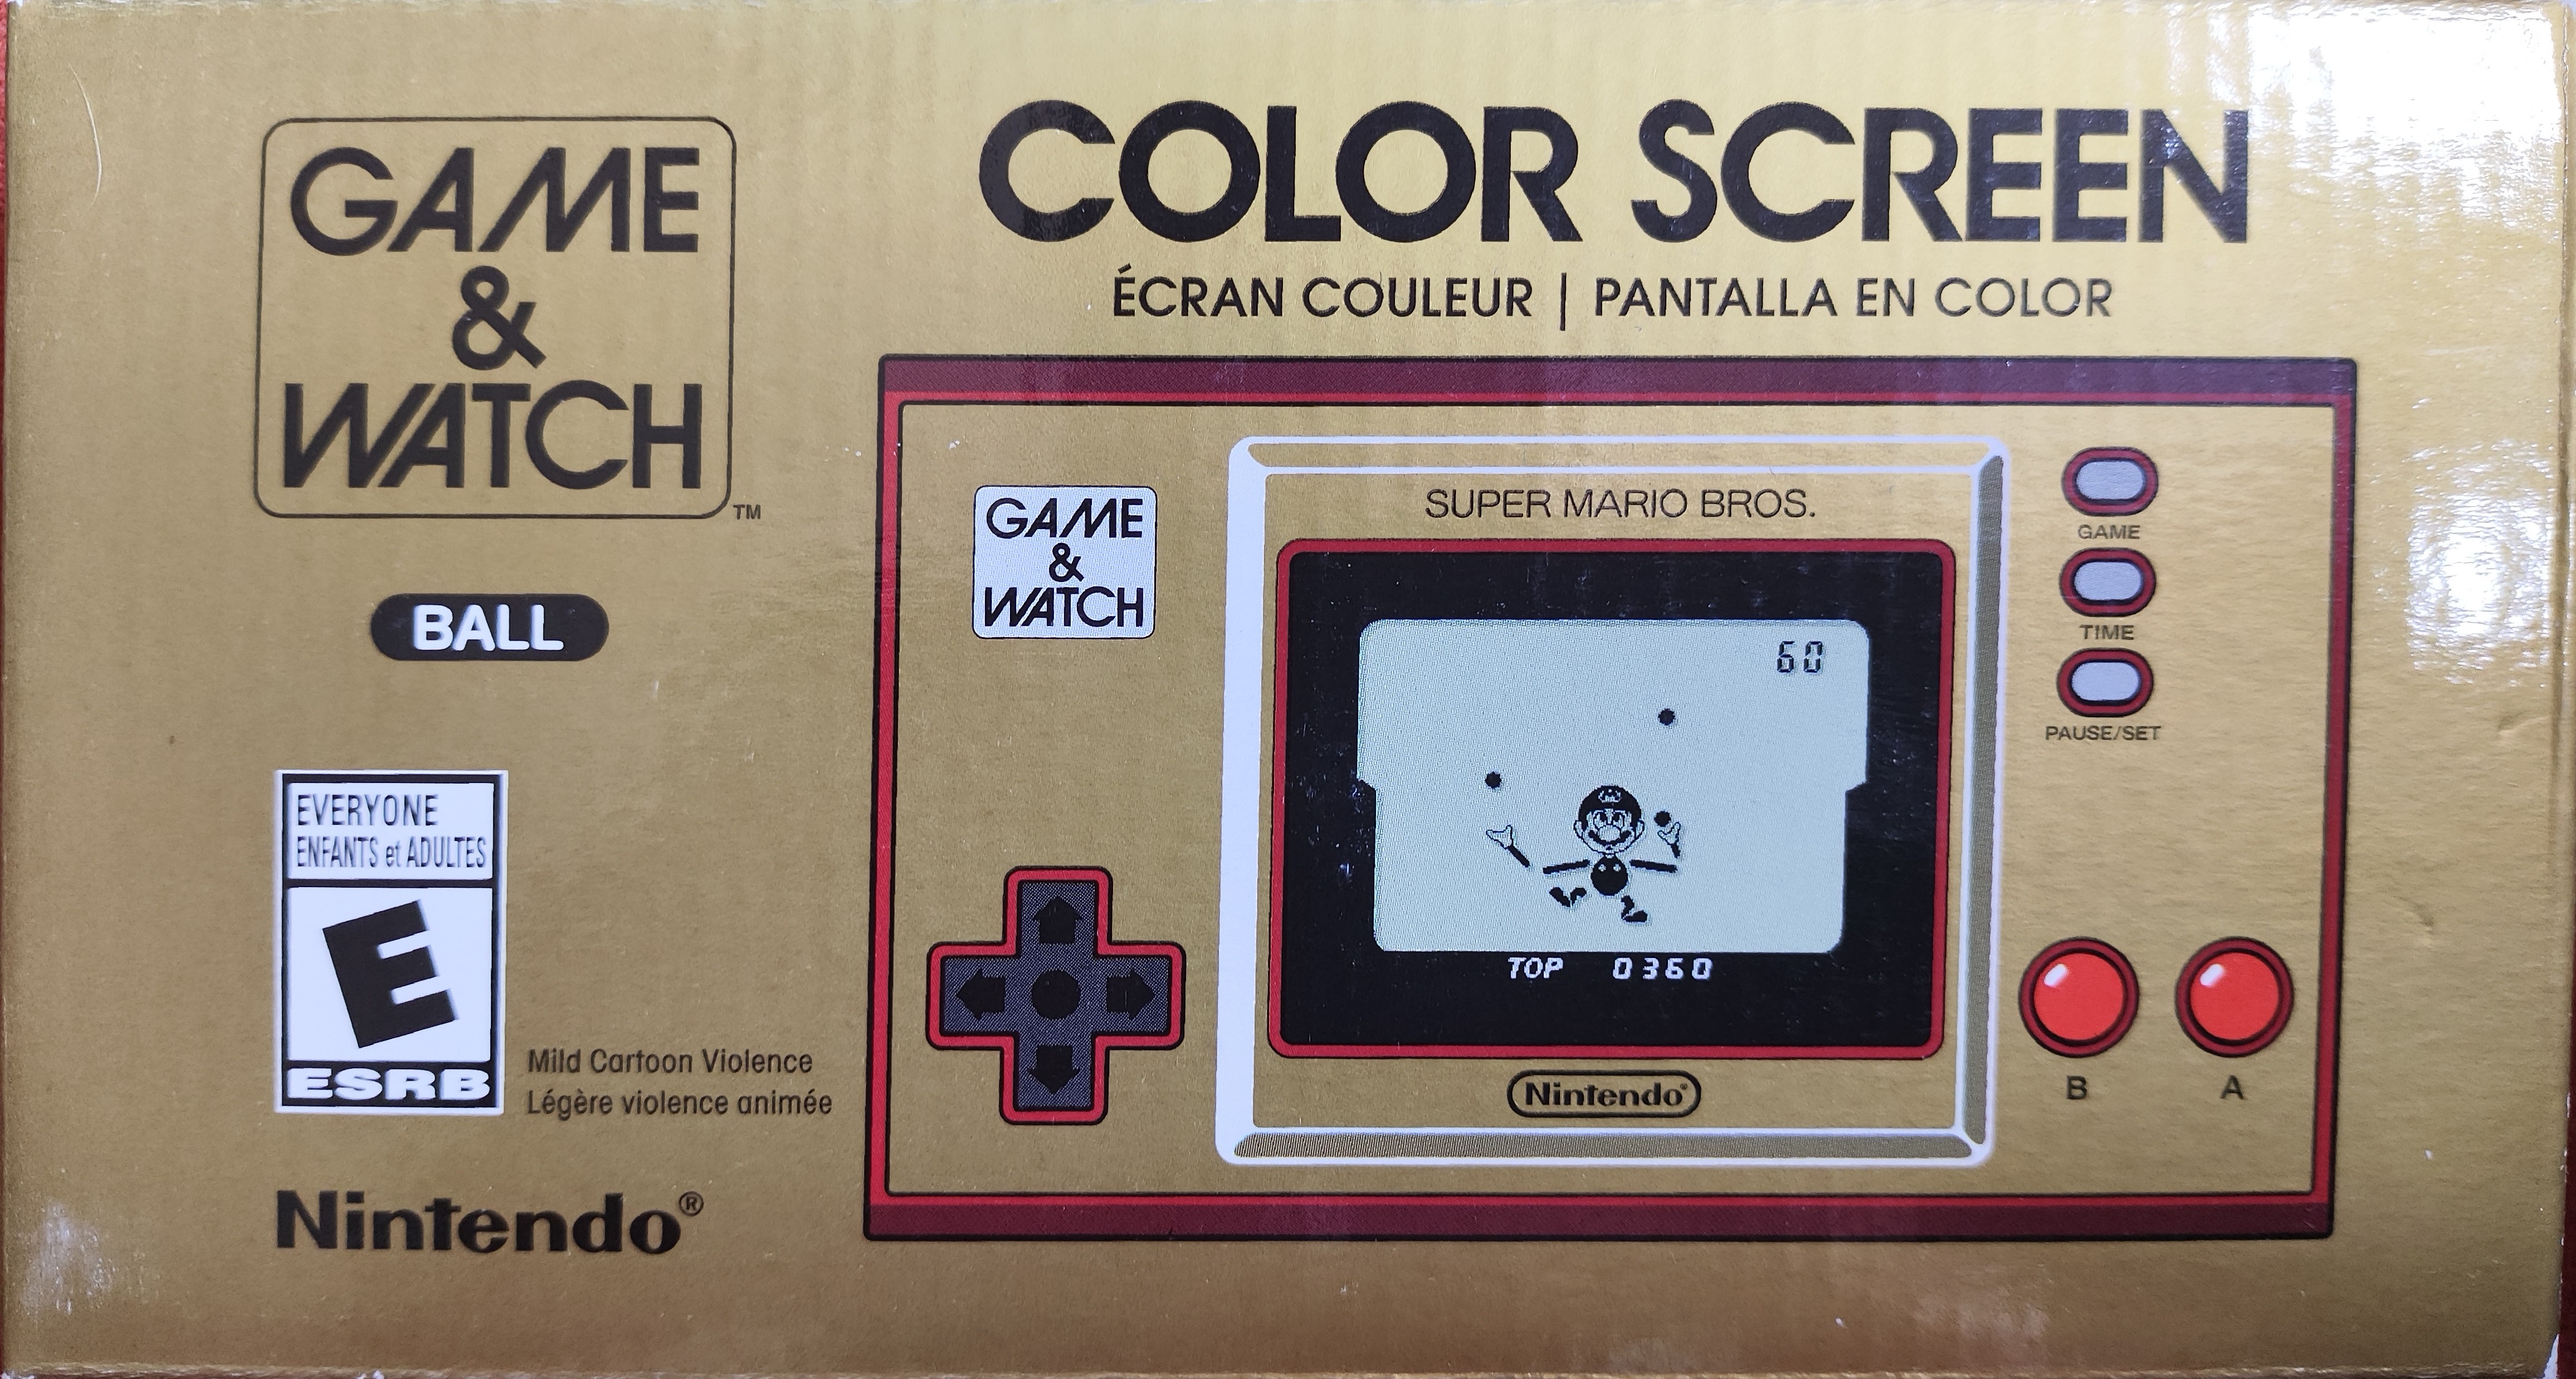 GAME
&
WATCH
TM
BALL
EVERYONE
ENFANTS et ADULTES
E
ESRB
Mild Cartoon Violence
Légère violence animée
Nintendo®
COLOR SCREEN
ÉCRAN COULEUR | PANTALLA EN COLOR
GAME
&
WATCH
SUPER MARIO BROS.
60
TOP 0360
Nintendo®
GAME
TIME
PAUSE/SET
B A